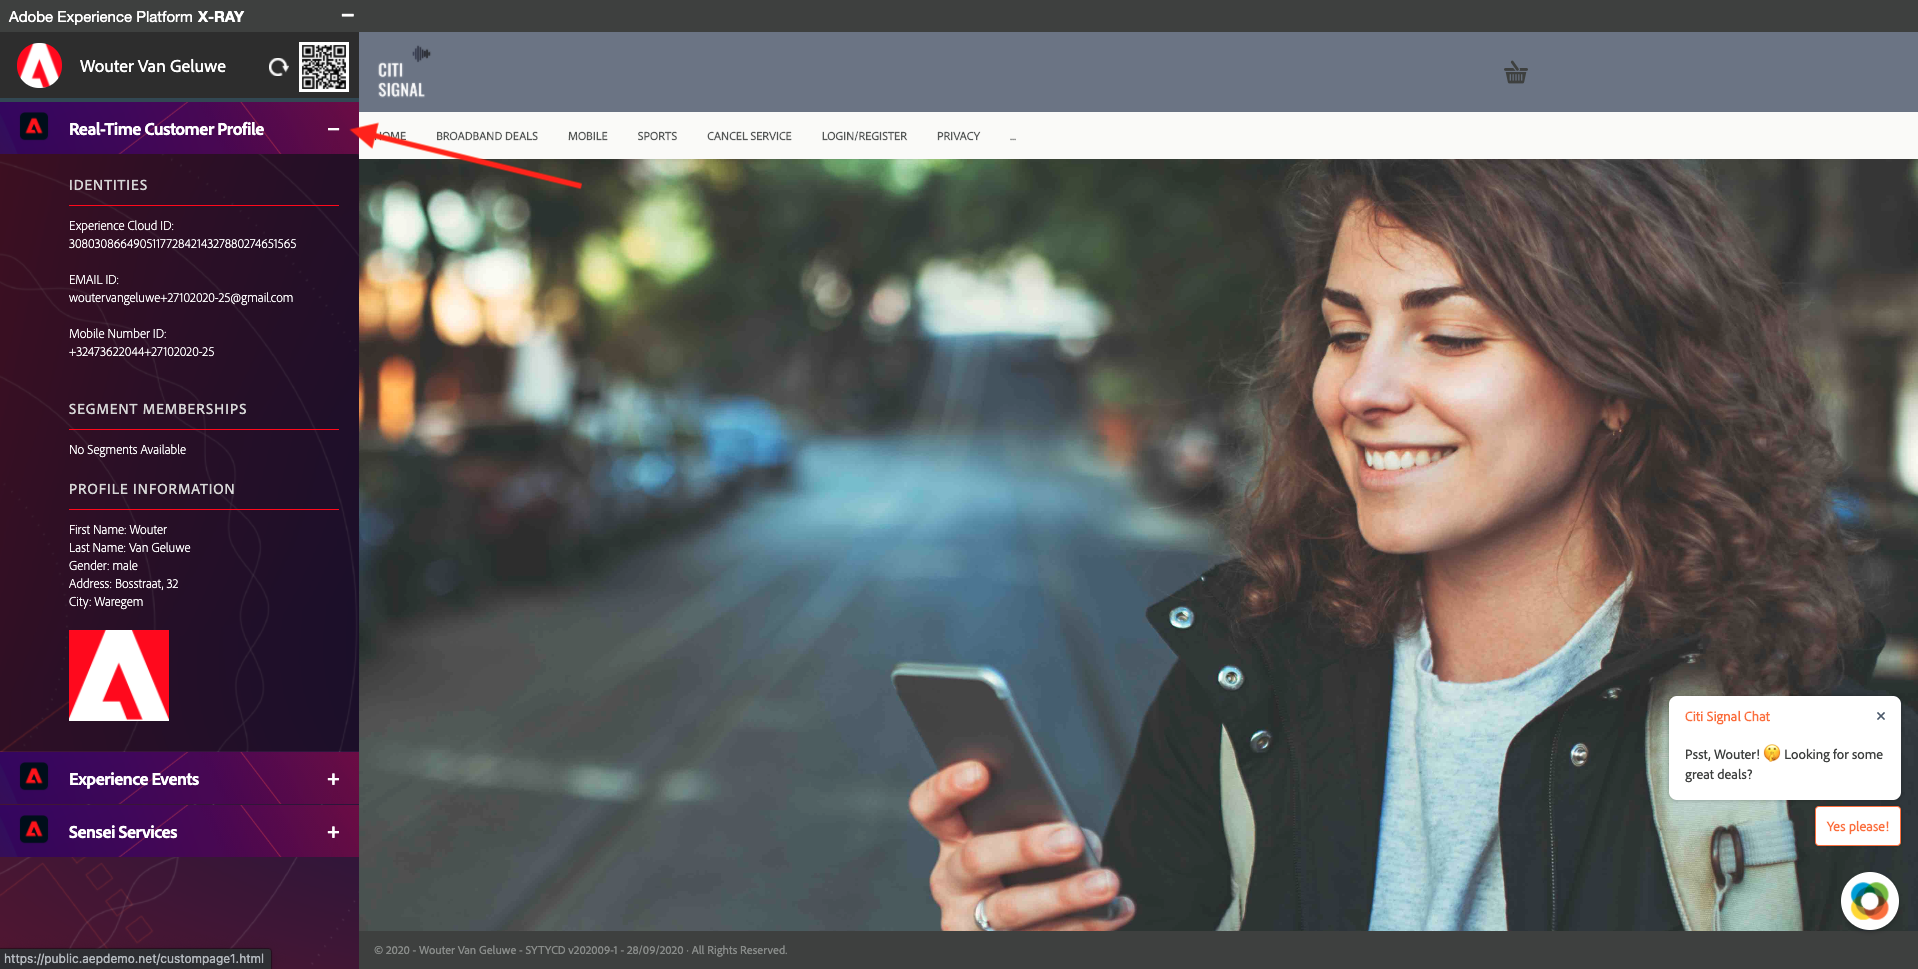 Adobe Experience Platform X-RAY
Wouter Van Geluwe
Real-Time Customer Profile
IDENTITIES
Experience Cloud ID:
30803086649051177284214327880274651565
EMAIL ID:
woutervangeluwe+27102020-25@gmail.com
Mobile Number ID:
+32473622044+27102020-25
SEGMENT MEMBERSHIPS
No Segments Available
PROFILE INFORMATION
First Name: Wouter
Last Name: Van Geluwe
Gender: male
Address: Bosstraat, 32
City: Waregem
Experience Events
Sensei Services
https://public.aepdemo.net/custompage1.html
CITI
SIGNAL
HOME BROADBAND DEALS MOBILE SPORTS CANCEL SERVICE LOGIN/REGISTER PRIVACY ...
Citi Signal Chat
Psst, Wouter! 🤫 Looking for some
great deals?
Yes please!
© 2020 - Wouter Van Geluwe - SYTYCD v202009-1 - 28/09/2020 · All Rights Reserved.